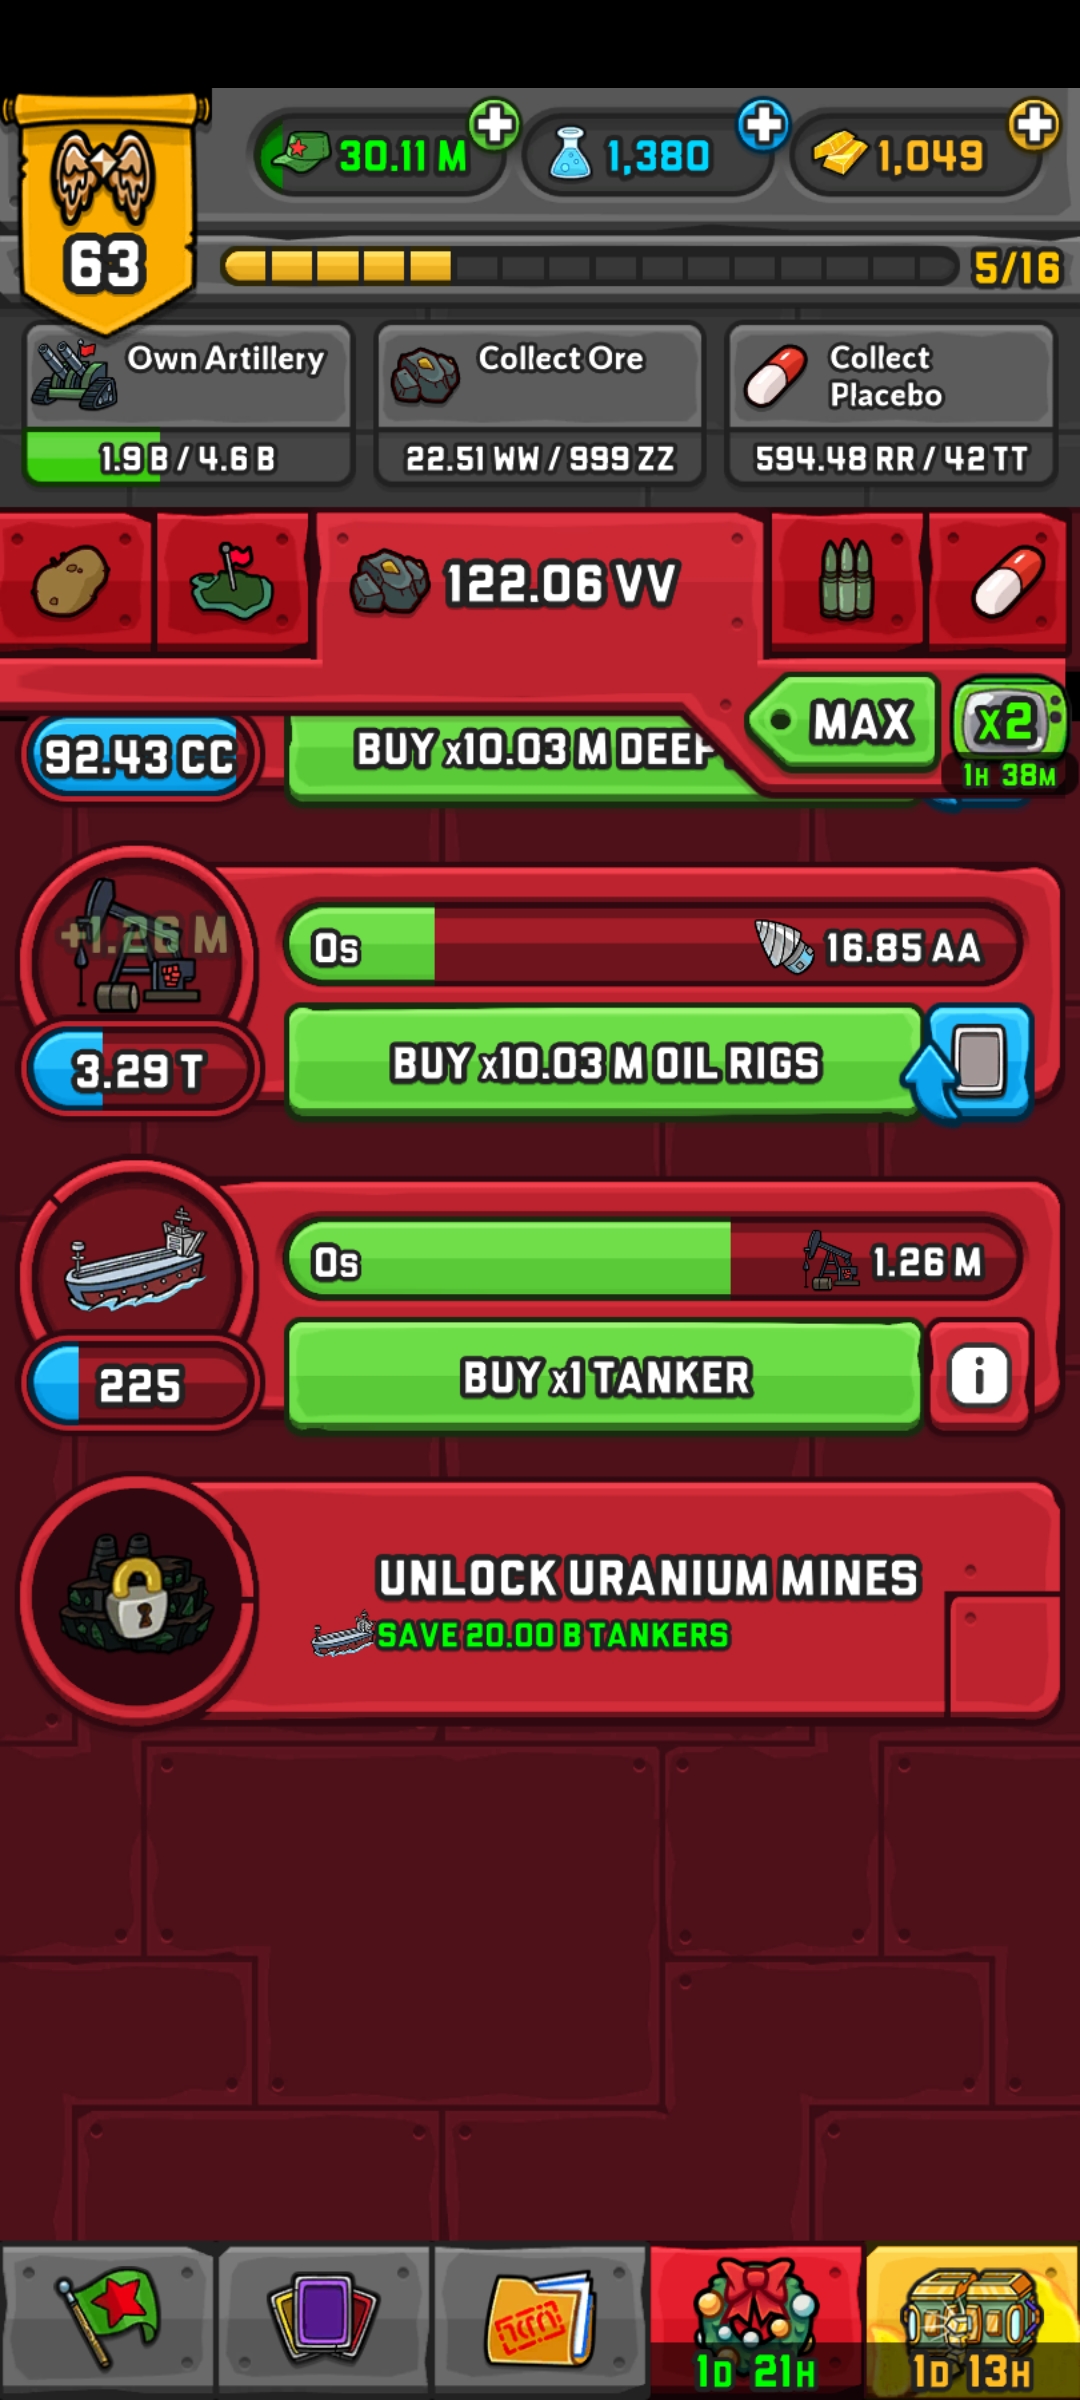 30.11 M
1,380
1,049
63
5/16
Own Artillery
1.9 B / 4.6 B
Collect Ore
22.51 WW / 999 ZZ
Collect
Placebo
594.48 RR / 42 TT
122.06 VV
MAX
x2
1H 38M
92.43 CC
BUY x10.03 M DEEP
+1.26 M
0s
16.85 AA
3.29 T
BUY x10.03 M OIL RIGS
0s
1.26 M
225
BUY x1 TANKER
i
UNLOCK URANIUM MINES
SAVE 20.00 B TANKERS
1D 21H
1D 13H